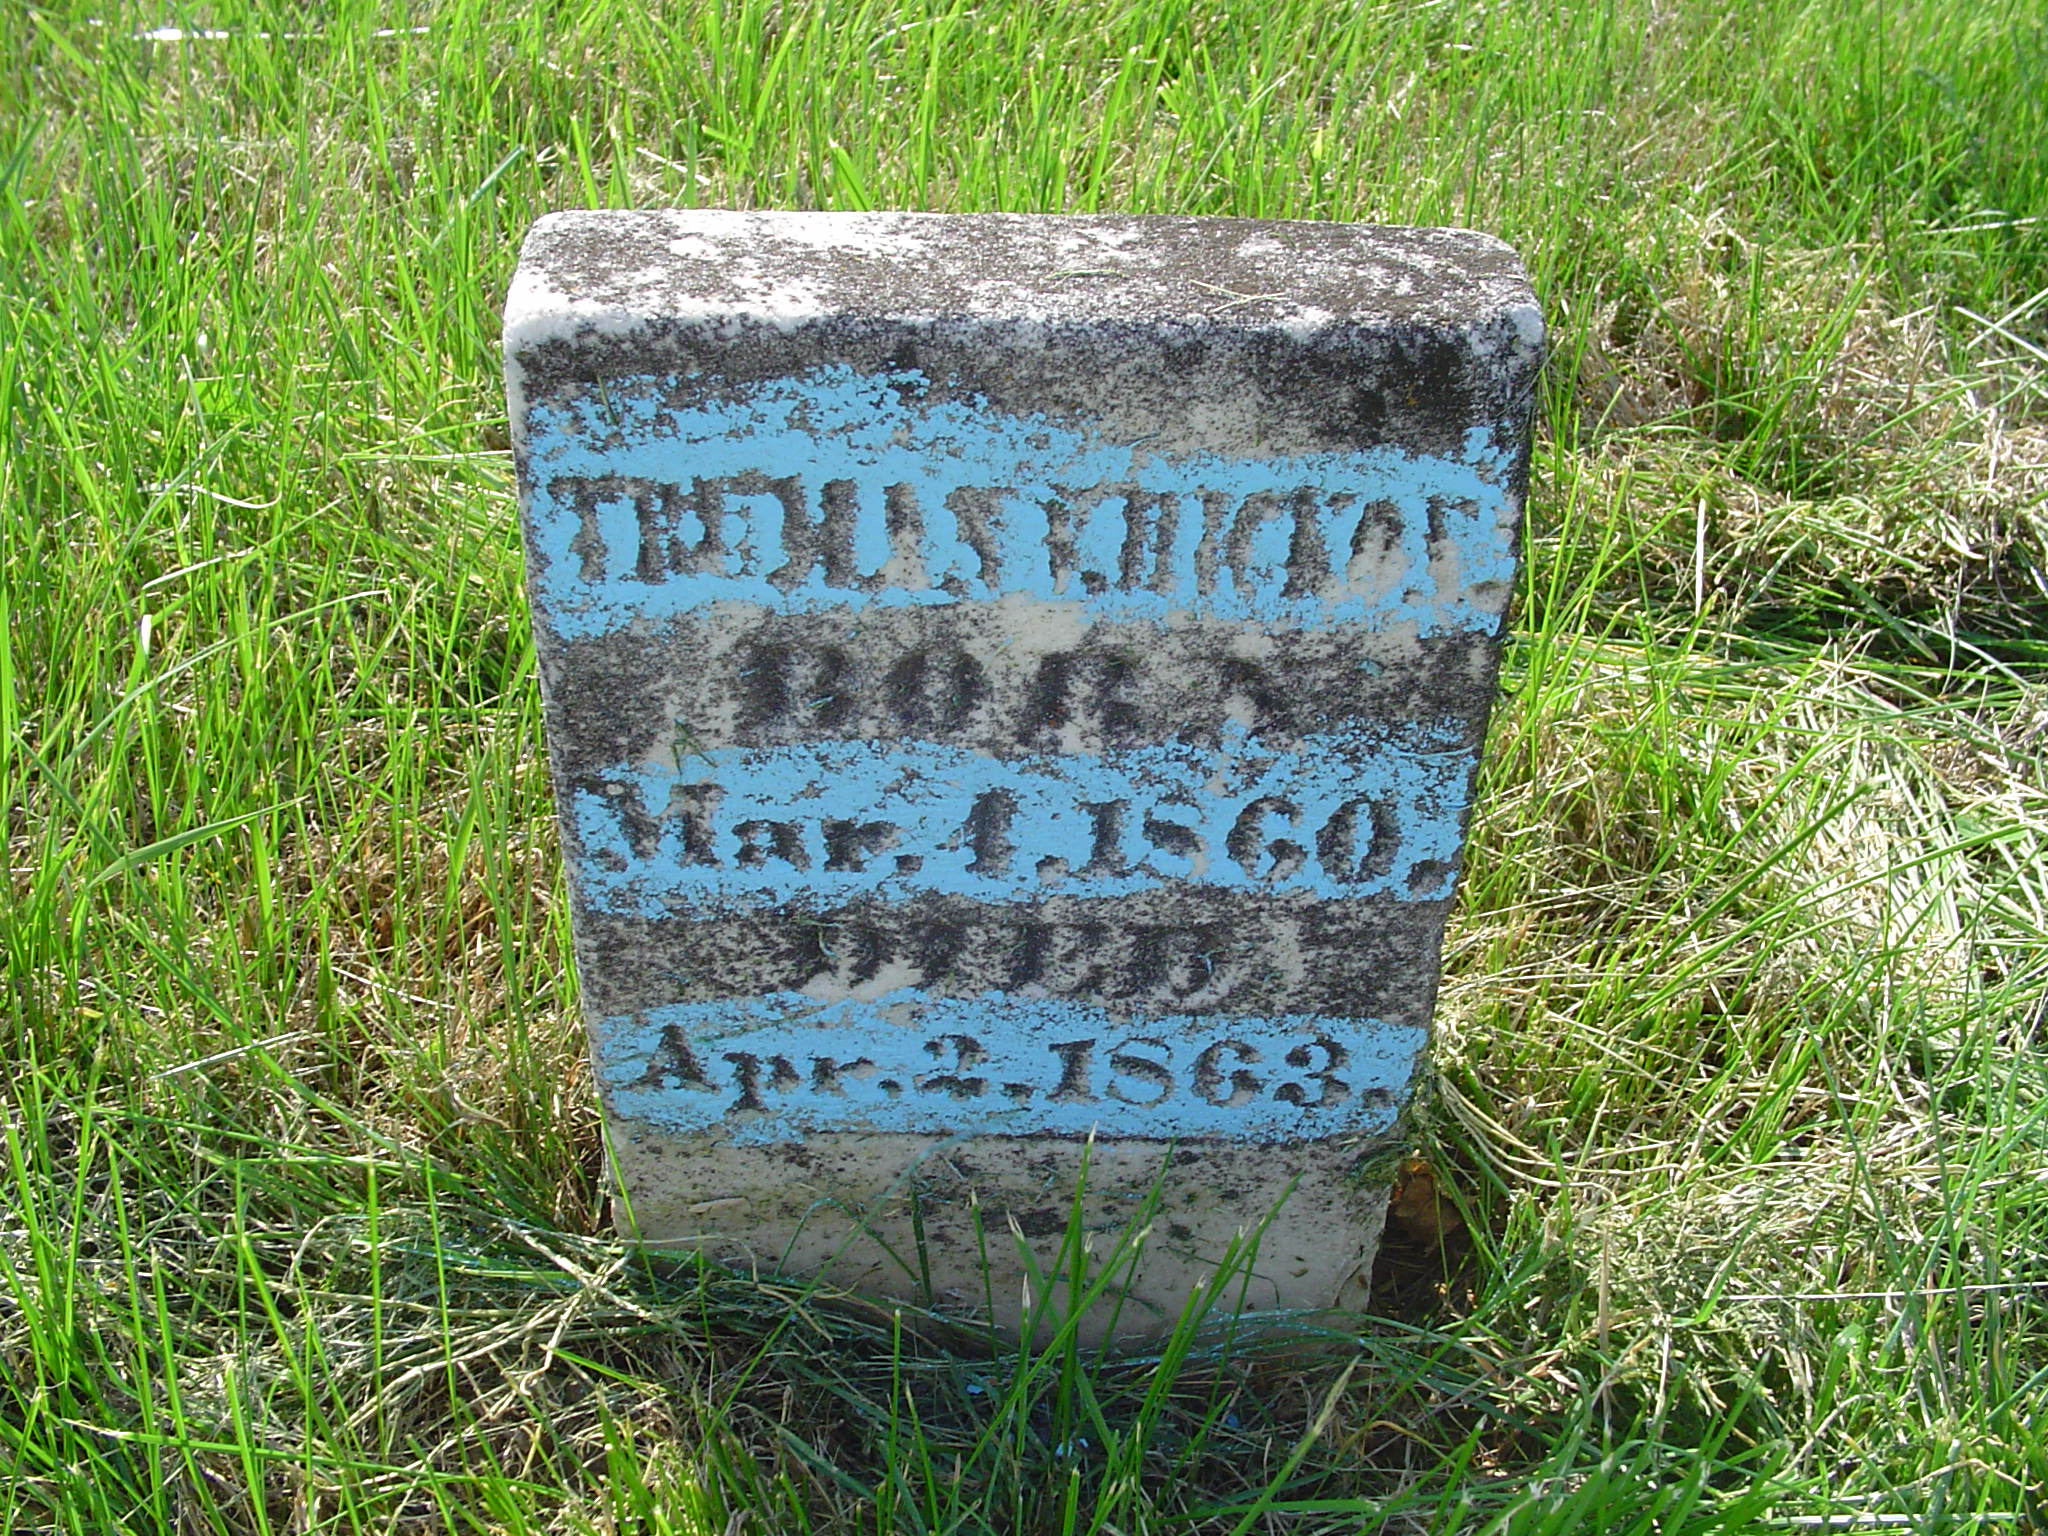 BORN
Mar. 4, 1860.
DIED
Apr. 2, 1863.